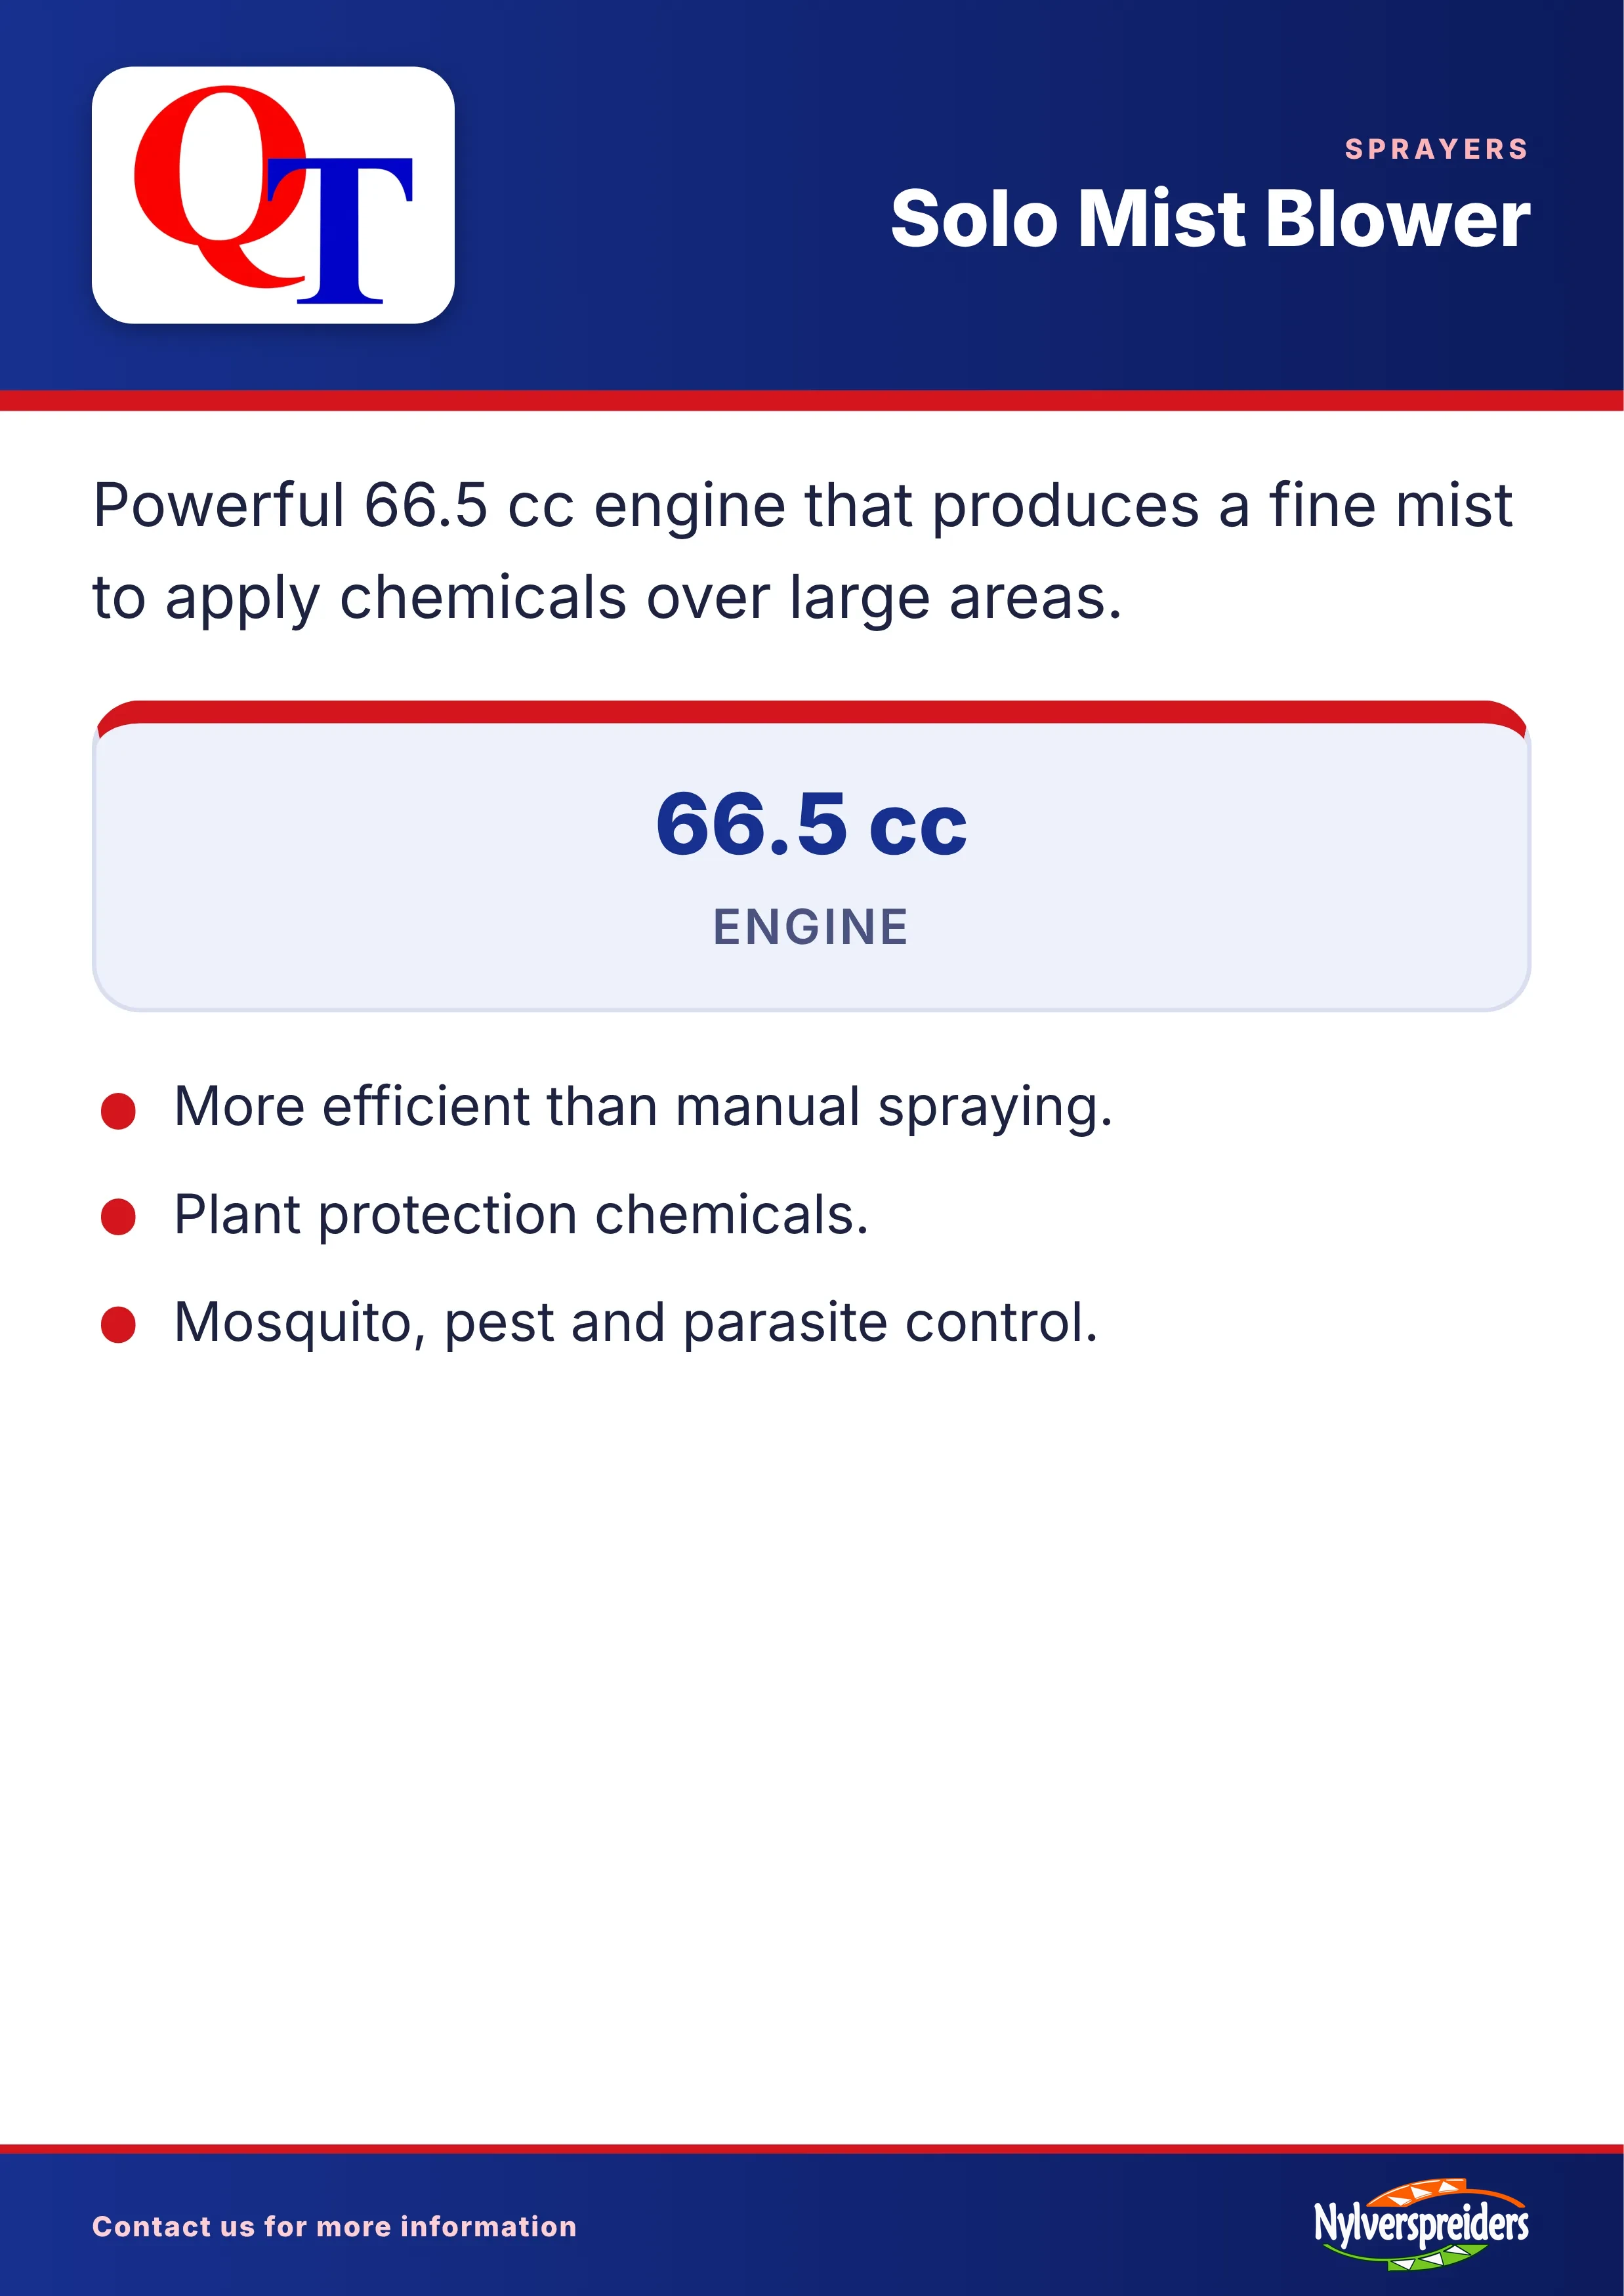 QT
SPRAYERS
Solo Mist Blower
Powerful 66.5 cc engine that produces a fine mist
to apply chemicals over large areas.
66.5 cc
ENGINE
More efficient than manual spraying.
Plant protection chemicals.
Mosquito, pest and parasite control.
Contact us for more information
Nylverspreiders